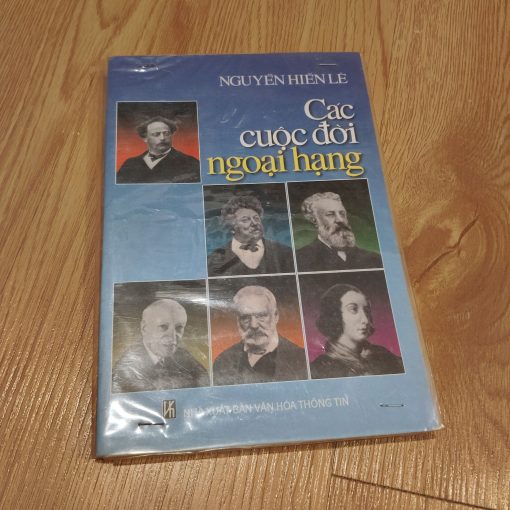 NGUYỄN HIẾN LÊ
Các
cuộc đời
ngoại hạng
NHÀ XUẤT BẢN VĂN HÓA THÔNG TIN